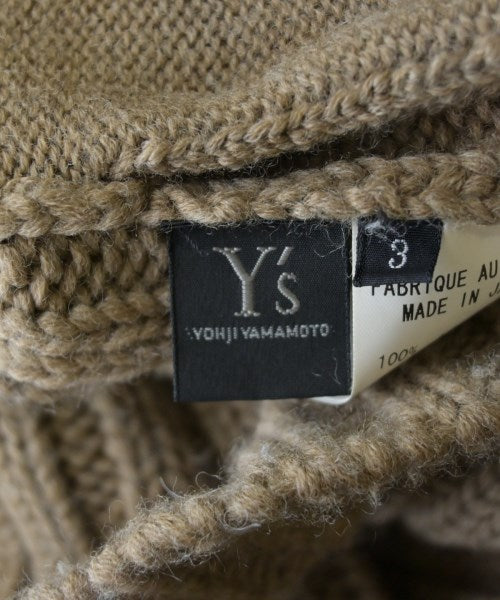 Y's
YOHJI YAMAMOTO
3
FABRIQUE AU
MADE IN
100%